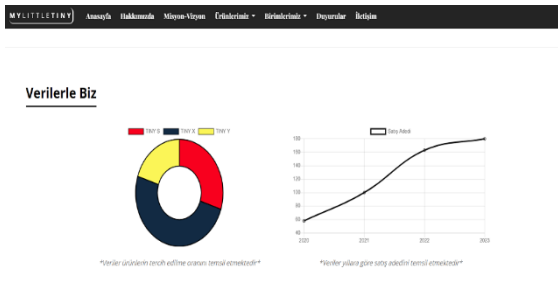 MYLITTLETINY Anasayfa Hakkımızda Misyon-Vizyon Ürünlerimiz Birimlerimiz Duyurular İletişim
Verilerle Biz
TINY S TINY X TINY Y
Satış Adedi
180
160
140
120
100
80
60
40
2020 2021 2022 2023
*Veriler ürünlerin tercih edilme oranını temsil etmektedir*
*Veriler yıllara göre satış adedini temsil etmektedir*